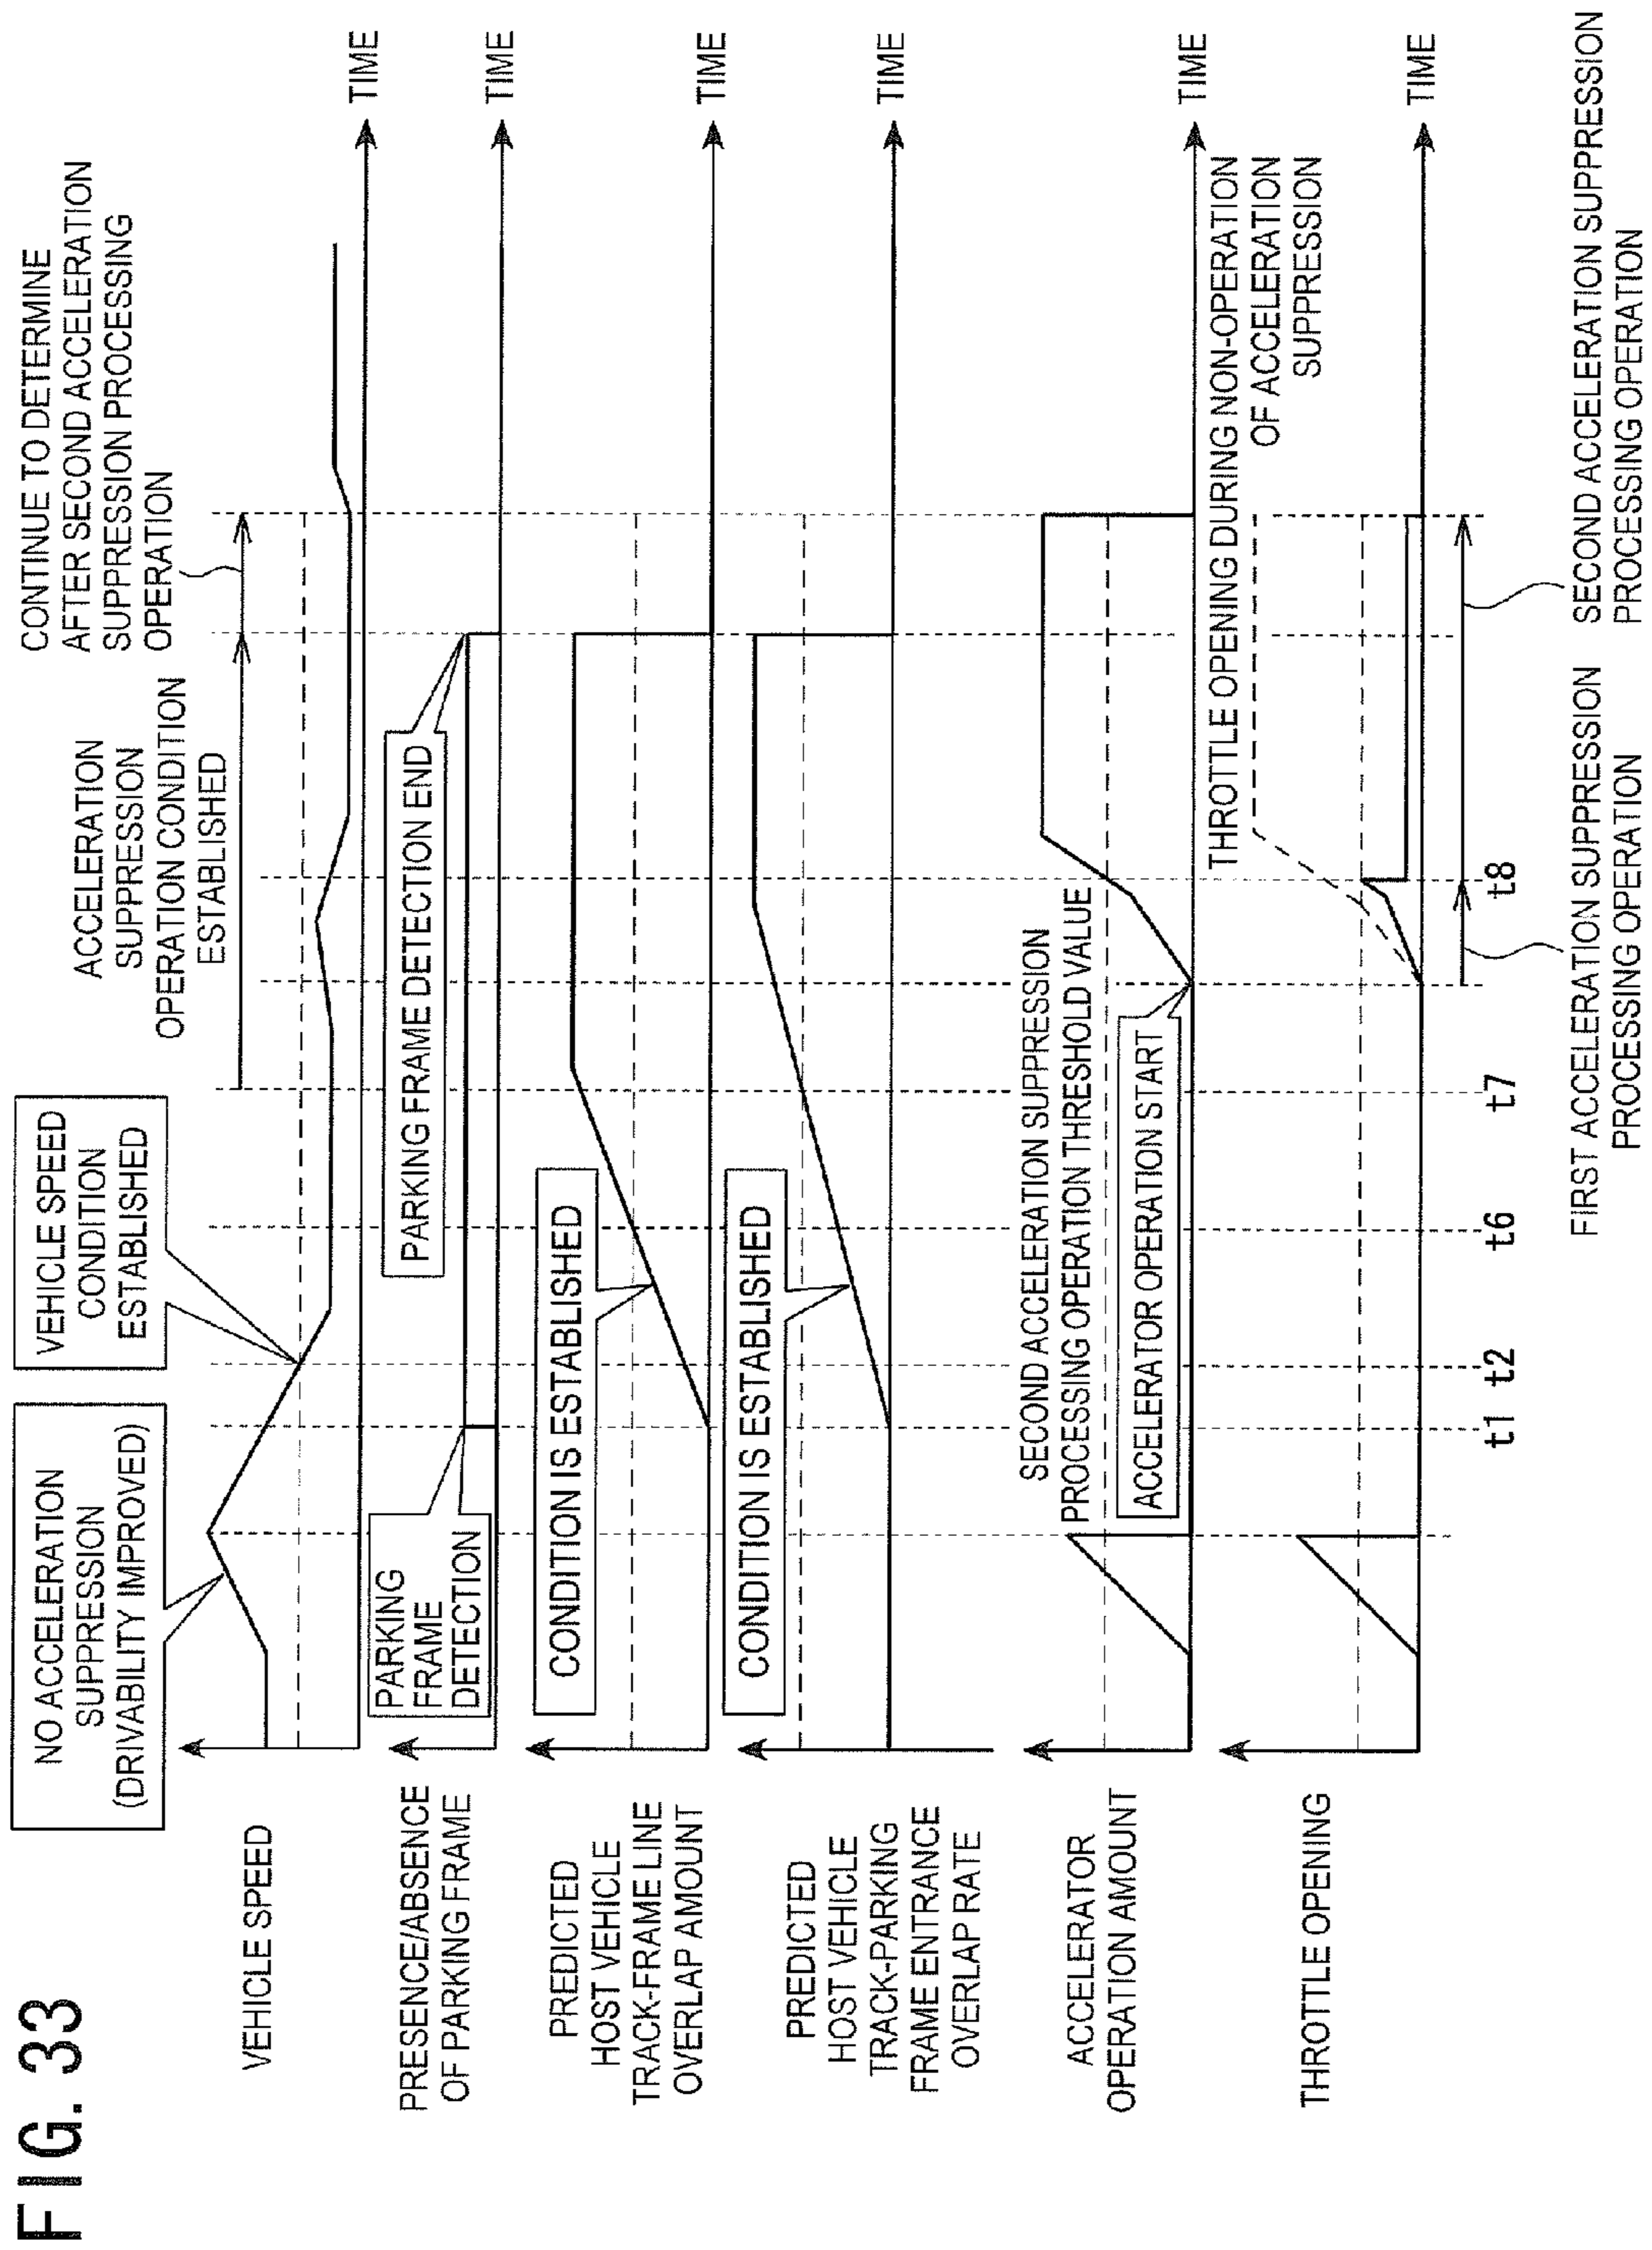 FIG. 33
NO ACCELERATION
SUPPRESSION
(DRIVABILITY IMPROVED)
VEHICLE SPEED
CONDITION
ESTABLISHED
ACCELERATION
SUPPRESSION
OPERATION CONDITION
ESTABLISHED
CONTINUE TO DETERMINE
AFTER SECOND ACCELERATION
SUPPRESSION PROCESSING
OPERATION
VEHICLE SPEED
TIME
PRESENCE/ABSENCE
OF PARKING FRAME
PARKING
FRAME
DETECTION
PARKING FRAME DETECTION END
TIME
PREDICTED
HOST VEHICLE
TRACK-FRAME LINE
OVERLAP AMOUNT
CONDITION IS ESTABLISHED
TIME
PREDICTED
HOST VEHICLE
TRACK-PARKING
FRAME ENTRANCE
OVERLAP RATE
CONDITION IS ESTABLISHED
TIME
ACCELERATOR
OPERATION AMOUNT
SECOND ACCELERATION SUPPRESSION
PROCESSING OPERATION THRESHOLD VALUE
ACCELERATOR OPERATION START
TIME
THROTTLE OPENING
THROTTLE OPENING DURING NON-OPERATION
OF ACCELERATION
SUPPRESSION
TIME
t1
t2
t6
t7
t8
FIRST ACCELERATION SUPPRESSION
PROCESSING OPERATION
SECOND ACCELERATION SUPPRESSION
PROCESSING OPERATION